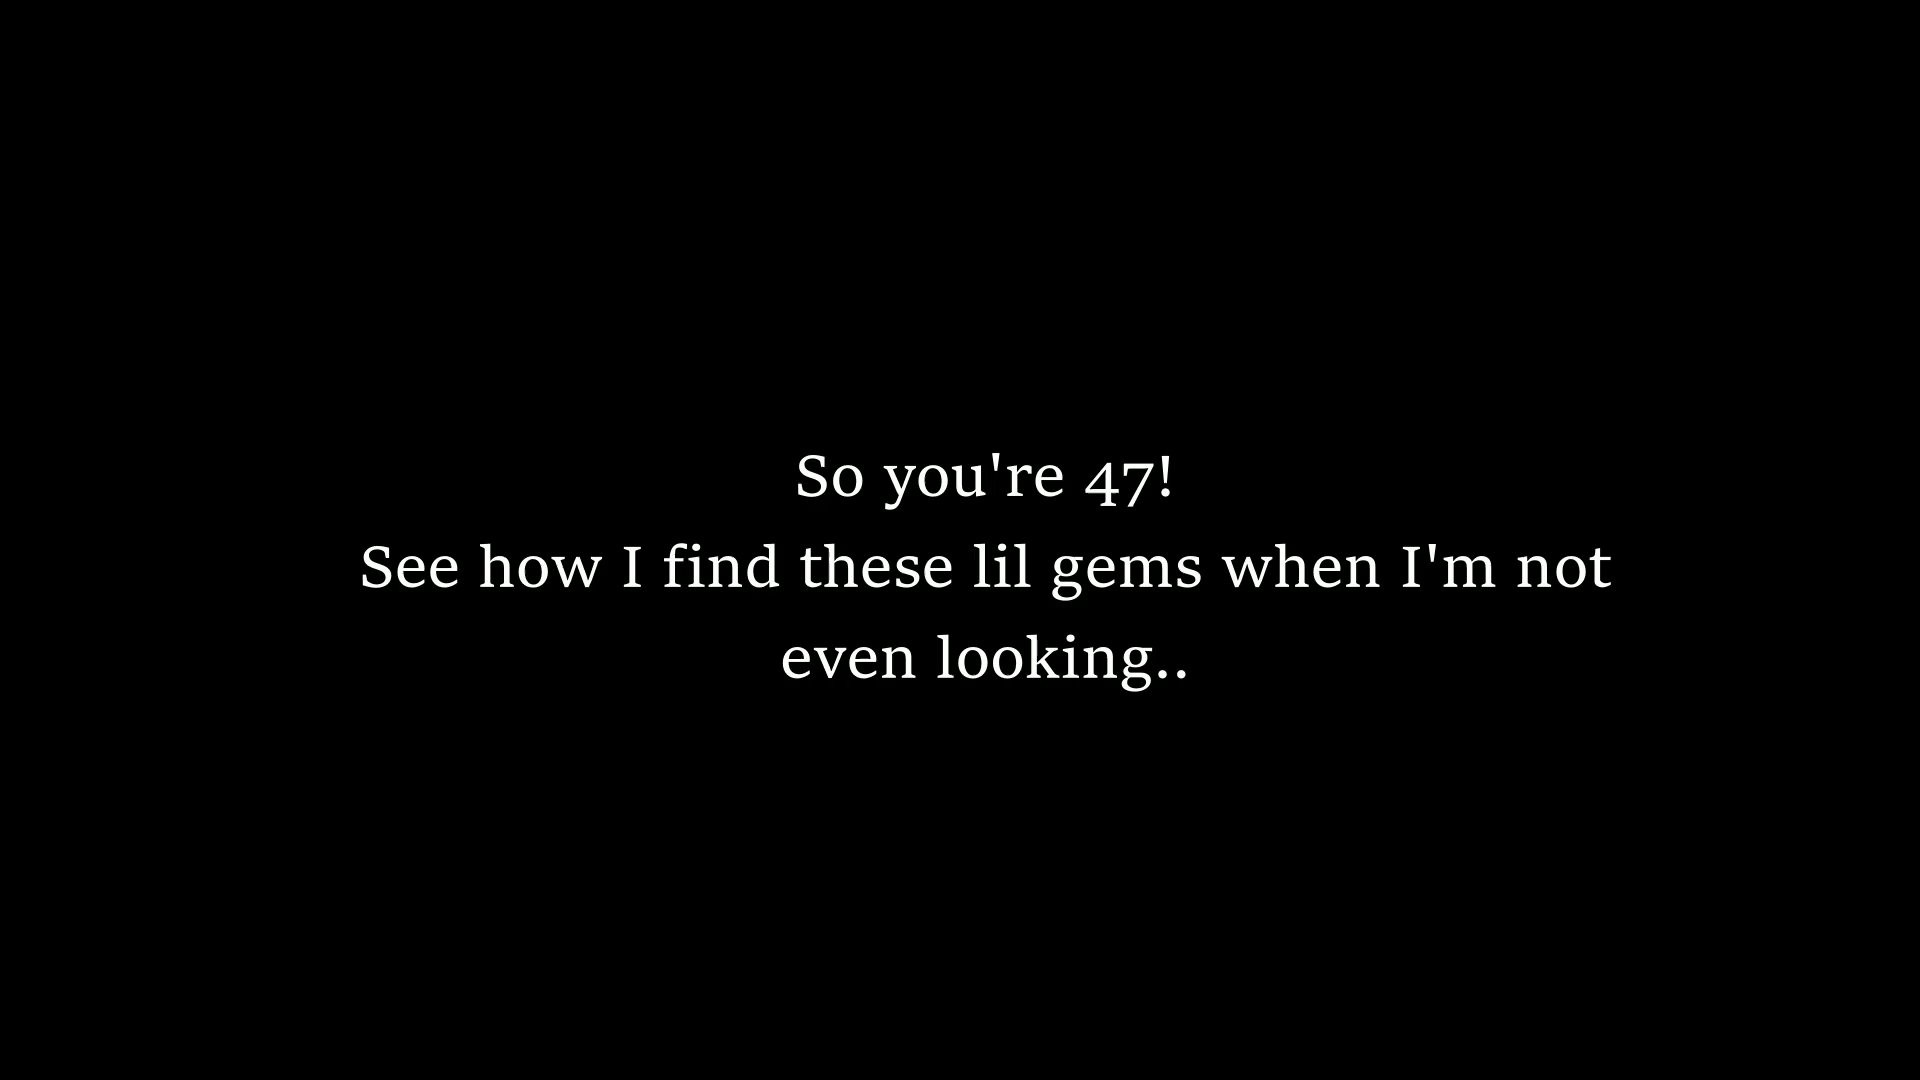 So you're 47!
See how I find these lil gems when I'm not
even looking..